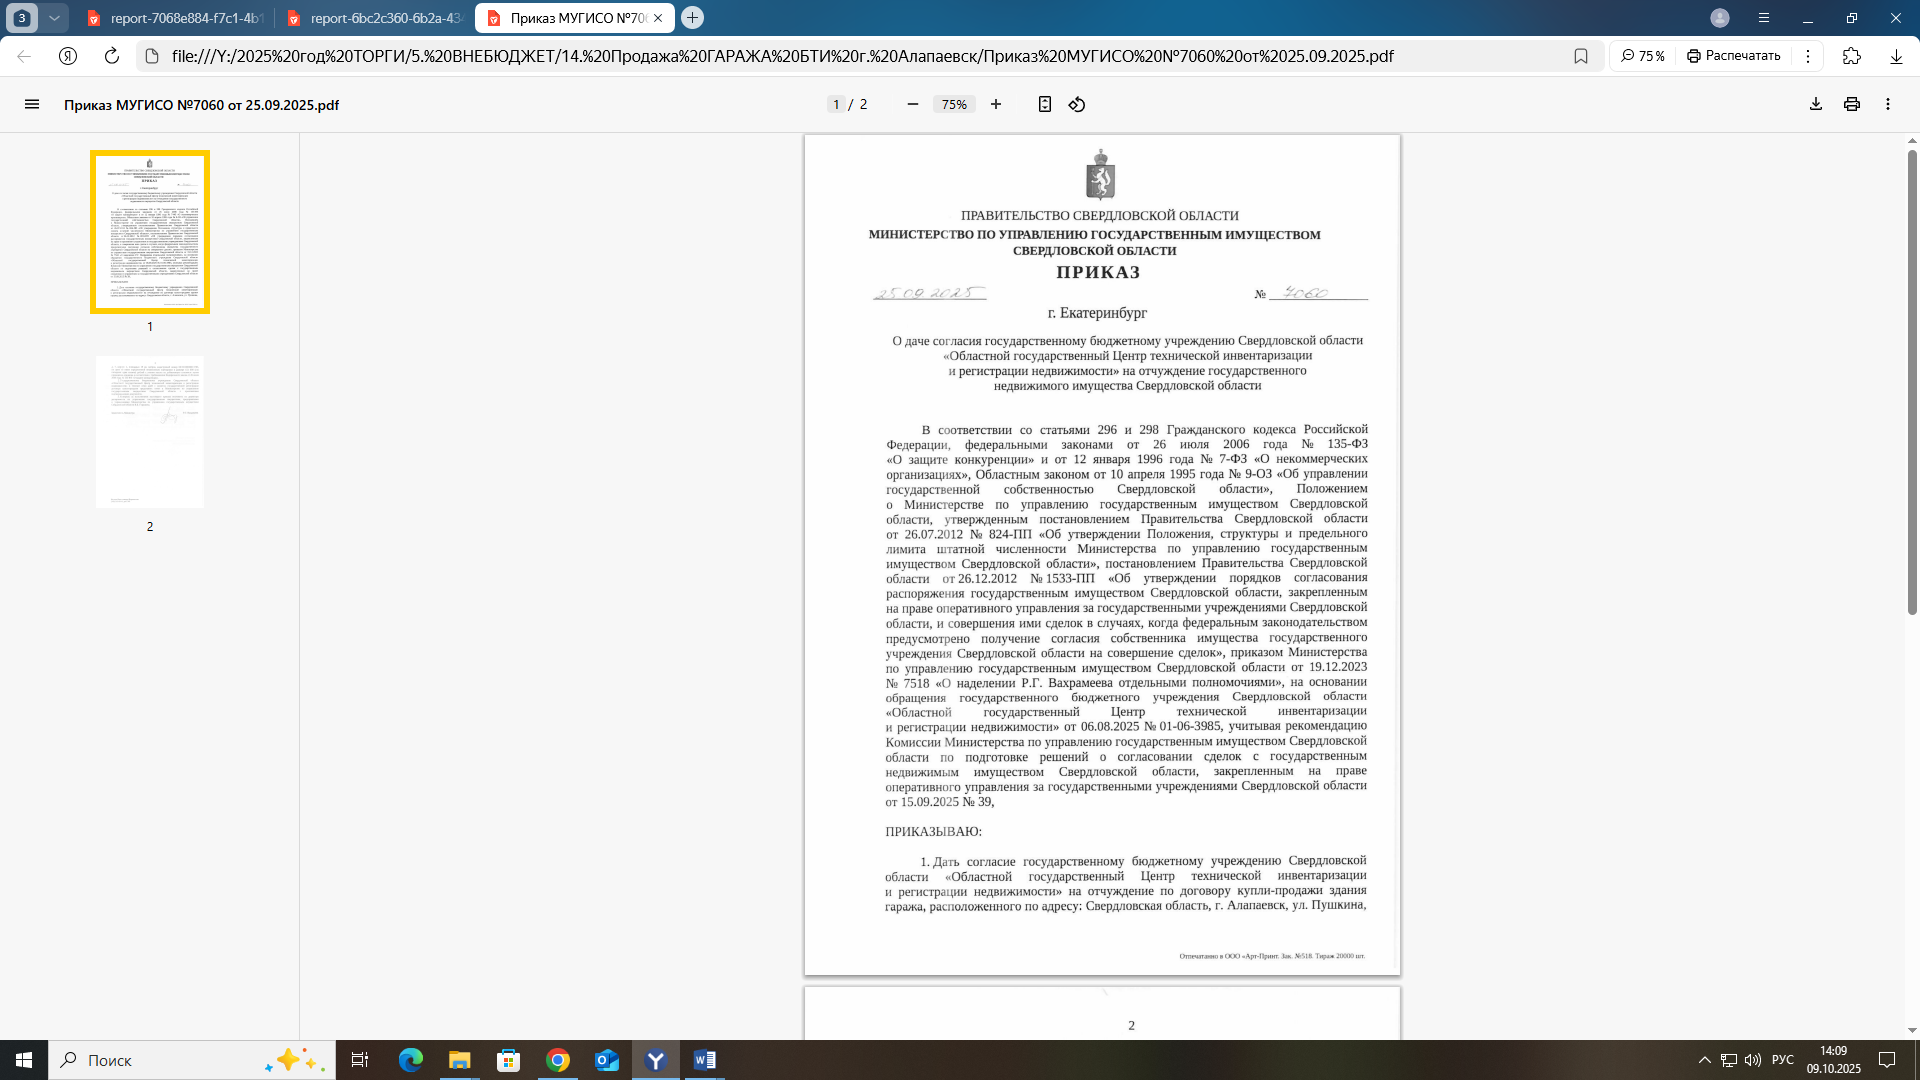 3
report-7068e884-f7c1-4b1
report-6bc2c360-6b2a-434
Приказ МУГИСО №706
file:///Y:/2025%20год%20ТОРГИ/5.%20ВНЕБЮДЖЕТ/14.%20Продажа%20ГАРАЖА%20БТИ%20г.%20Алапаевск/Приказ%20МУГИСО%20№7060%20от%2025.09.2025.pdf
75 %
Распечатать
Приказ МУГИСО №7060 от 25.09.2025.pdf
1 / 2
75%
1
2
ПРАВИТЕЛЬСТВО СВЕРДЛОВСКОЙ ОБЛАСТИ
МИНИСТЕРСТВО ПО УПРАВЛЕНИЮ ГОСУДАРСТВЕННЫМ ИМУЩЕСТВОМ
СВЕРДЛОВСКОЙ ОБЛАСТИ
ПРИКАЗ
25.09.2025 № 7060
г. Екатеринбург
О даче согласия государственному бюджетному учреждению Свердловской области
«Областной государственный Центр технической инвентаризации
и регистрации недвижимости» на отчуждение государственного
недвижимого имущества Свердловской области
В соответствии со статьями 296 и 298 Гражданского кодекса Российской
Федерации, федеральными законами от 26 июля 2006 года № 135-ФЗ
«О защите конкуренции» и от 12 января 1996 года № 7-ФЗ «О некоммерческих
организациях», Областным законом от 10 апреля 1995 года № 9-ОЗ «Об управлении
государственной собственностью Свердловской области», Положением
о Министерстве по управлению государственным имуществом Свердловской
области, утвержденным постановлением Правительства Свердловской области
от 26.07.2012 № 824-ПП «Об утверждении Положения, структуры и предельного
лимита штатной численности Министерства по управлению государственным
имуществом Свердловской области», постановлением Правительства Свердловской
области от 26.12.2012 № 1533-ПП «Об утверждении порядков согласования
распоряжения государственным имуществом Свердловской области, закрепленным
на праве оперативного управления за государственными учреждениями Свердловской
области, и совершения ими сделок в случаях, когда федеральным законодательством
предусмотрено получение согласия собственника имущества государственного
учреждения Свердловской области на совершение сделок», приказом Министерства
по управлению государственным имуществом Свердловской области от 19.12.2023
№ 7518 «О наделении Р.Г. Вахрамеева отдельными полномочиями», на основании
обращения государственного бюджетного учреждения Свердловской области
«Областной государственный Центр технической инвентаризации
и регистрации недвижимости» от 06.08.2025 № 01-06-3985, учитывая рекомендацию
Комиссии Министерства по управлению государственным имуществом Свердловской
области по подготовке решений о согласовании сделок с государственным
недвижимым имуществом Свердловской области, закрепленным на праве
оперативного управления за государственными учреждениями Свердловской области
от 15.09.2025 № 39,
ПРИКАЗЫВАЮ:
1. Дать согласие государственному бюджетному учреждению Свердловской
области «Областной государственный Центр технической инвентаризации
и регистрации недвижимости» на отчуждение по договору купли-продажи здания
гаража, расположенного по адресу: Свердловская область, г. Алапаевск, ул. Пушкина,
Отпечатанно в ООО «Арт-Принт. Зак. №518. Тираж 20000 шт.
2
Поиск
РУС
14:09
09.10.2025